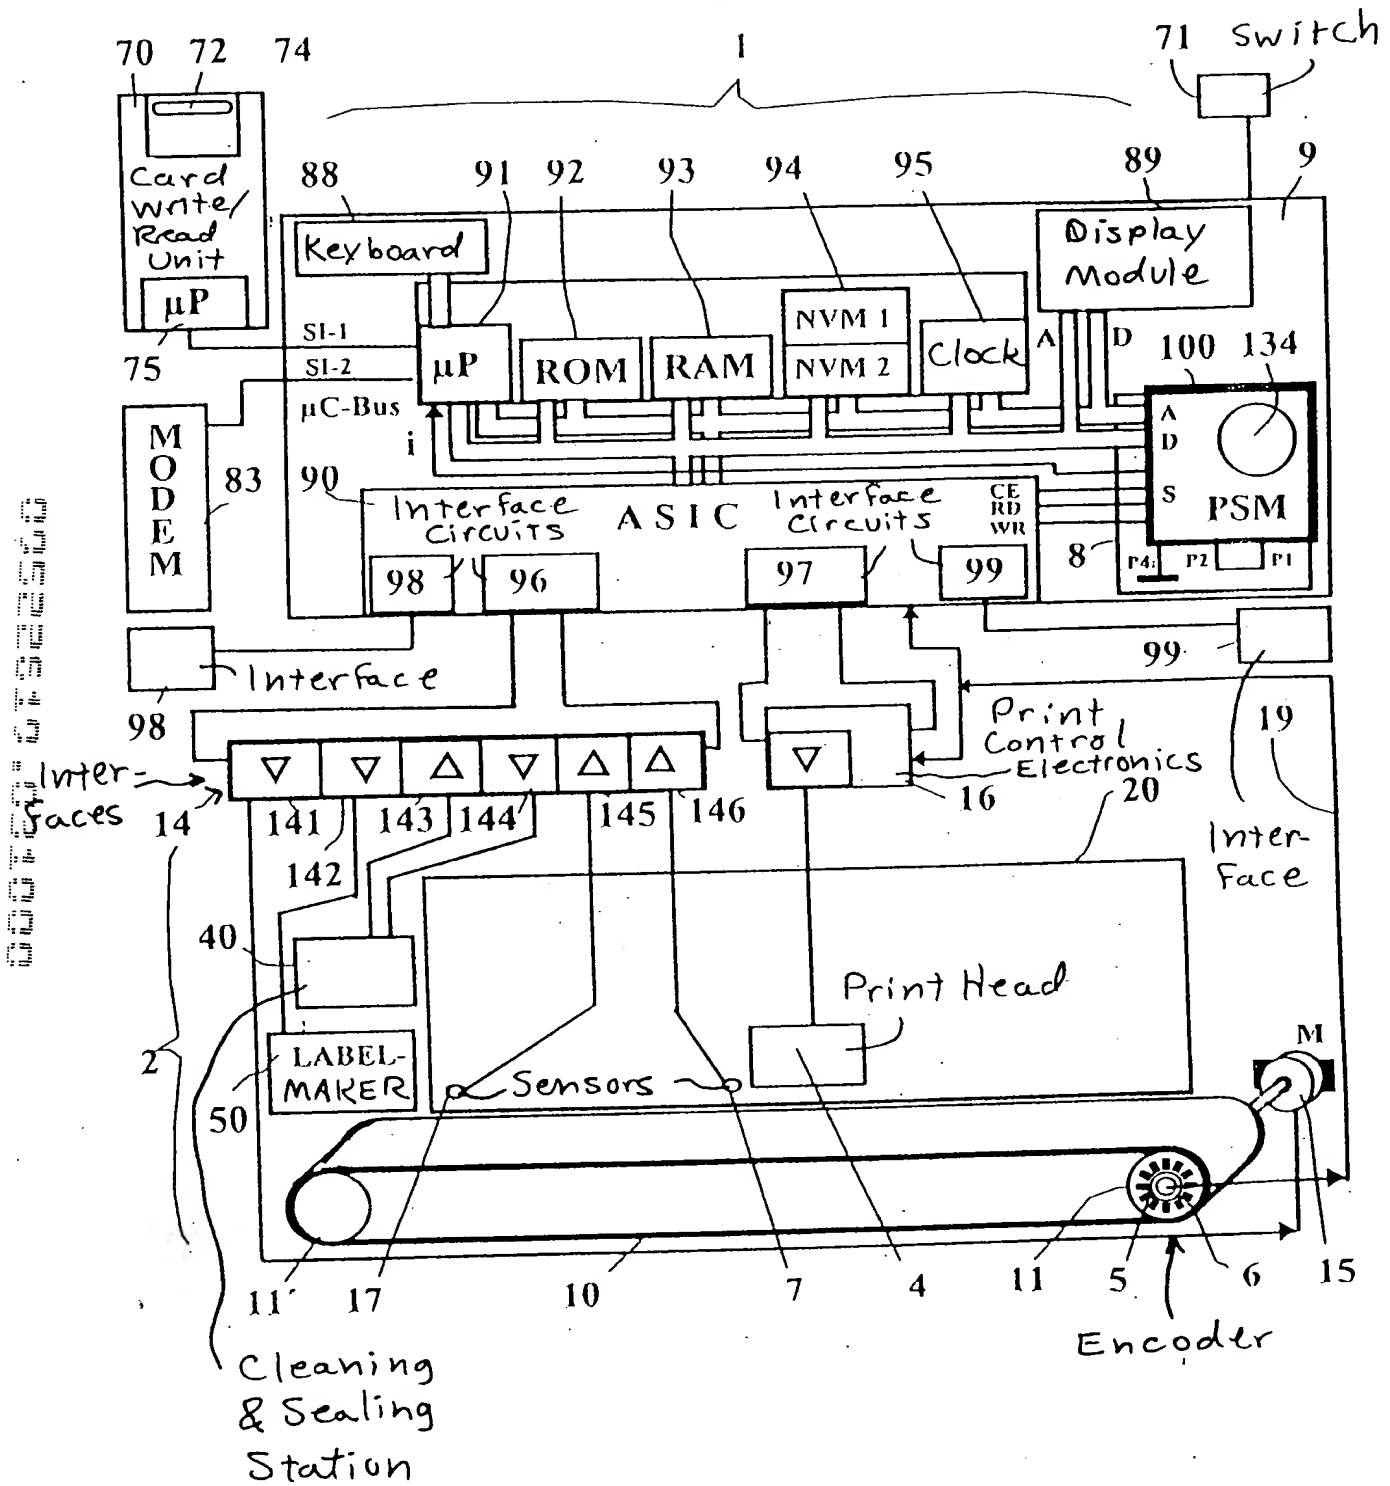 70 72 74 1 71 Switch
Card
Write/
Read
Unit
µP
75
88 91 92 93 94 95 89 9
Keyboard
Display
Module
SI-1
SI-2
µC-Bus
µP
ROM
RAM
NVM 1
NVM 2
Clock
A D
100 134
A
D
S
PSM
i
MODEM
83
90
Interface
Circuits
ASIC
Interface
Circuits
CE
RD
WR
8
P4 P2 P1
98 96 97 99
Interface
98
99
Print
Control
Electronics
19
Inter-
faces
14 141 142 143 144 145 146
16 20
Inter-
face
2
40
50
LABEL-
MAKER
Sensors
Print Head
M
11' 17 10 7 4 11 5 6 15
Encoder
Cleaning
& Sealing
Station